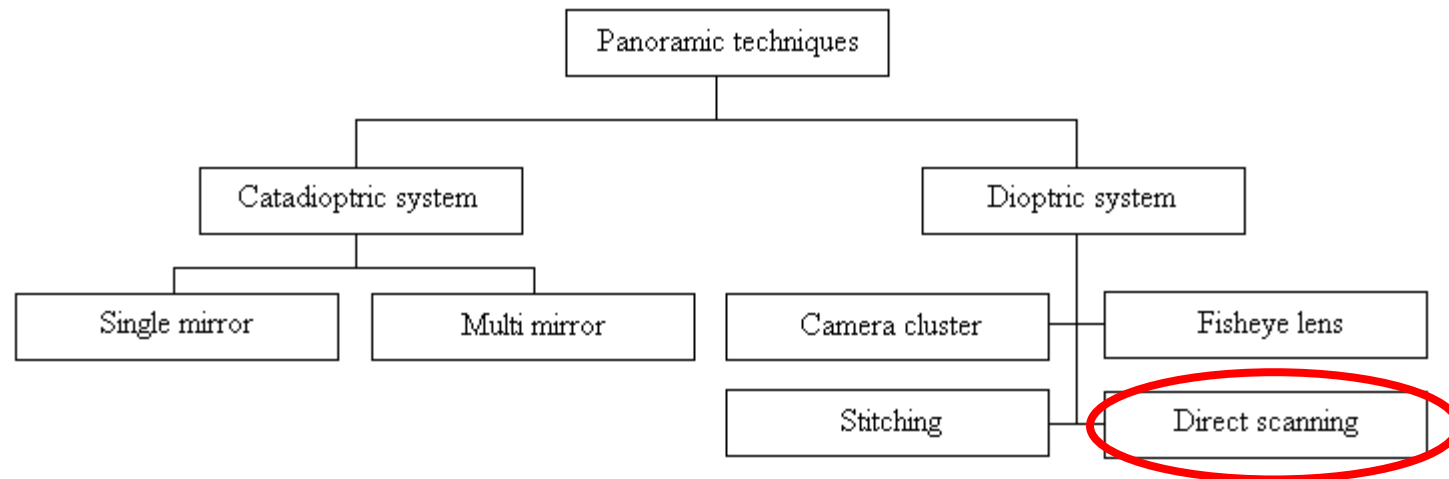 Panoramic techniques
Catadioptric system
Dioptric system
Single mirror
Multi mirror
Camera cluster
Fisheye lens
Stitching
Direct scanning